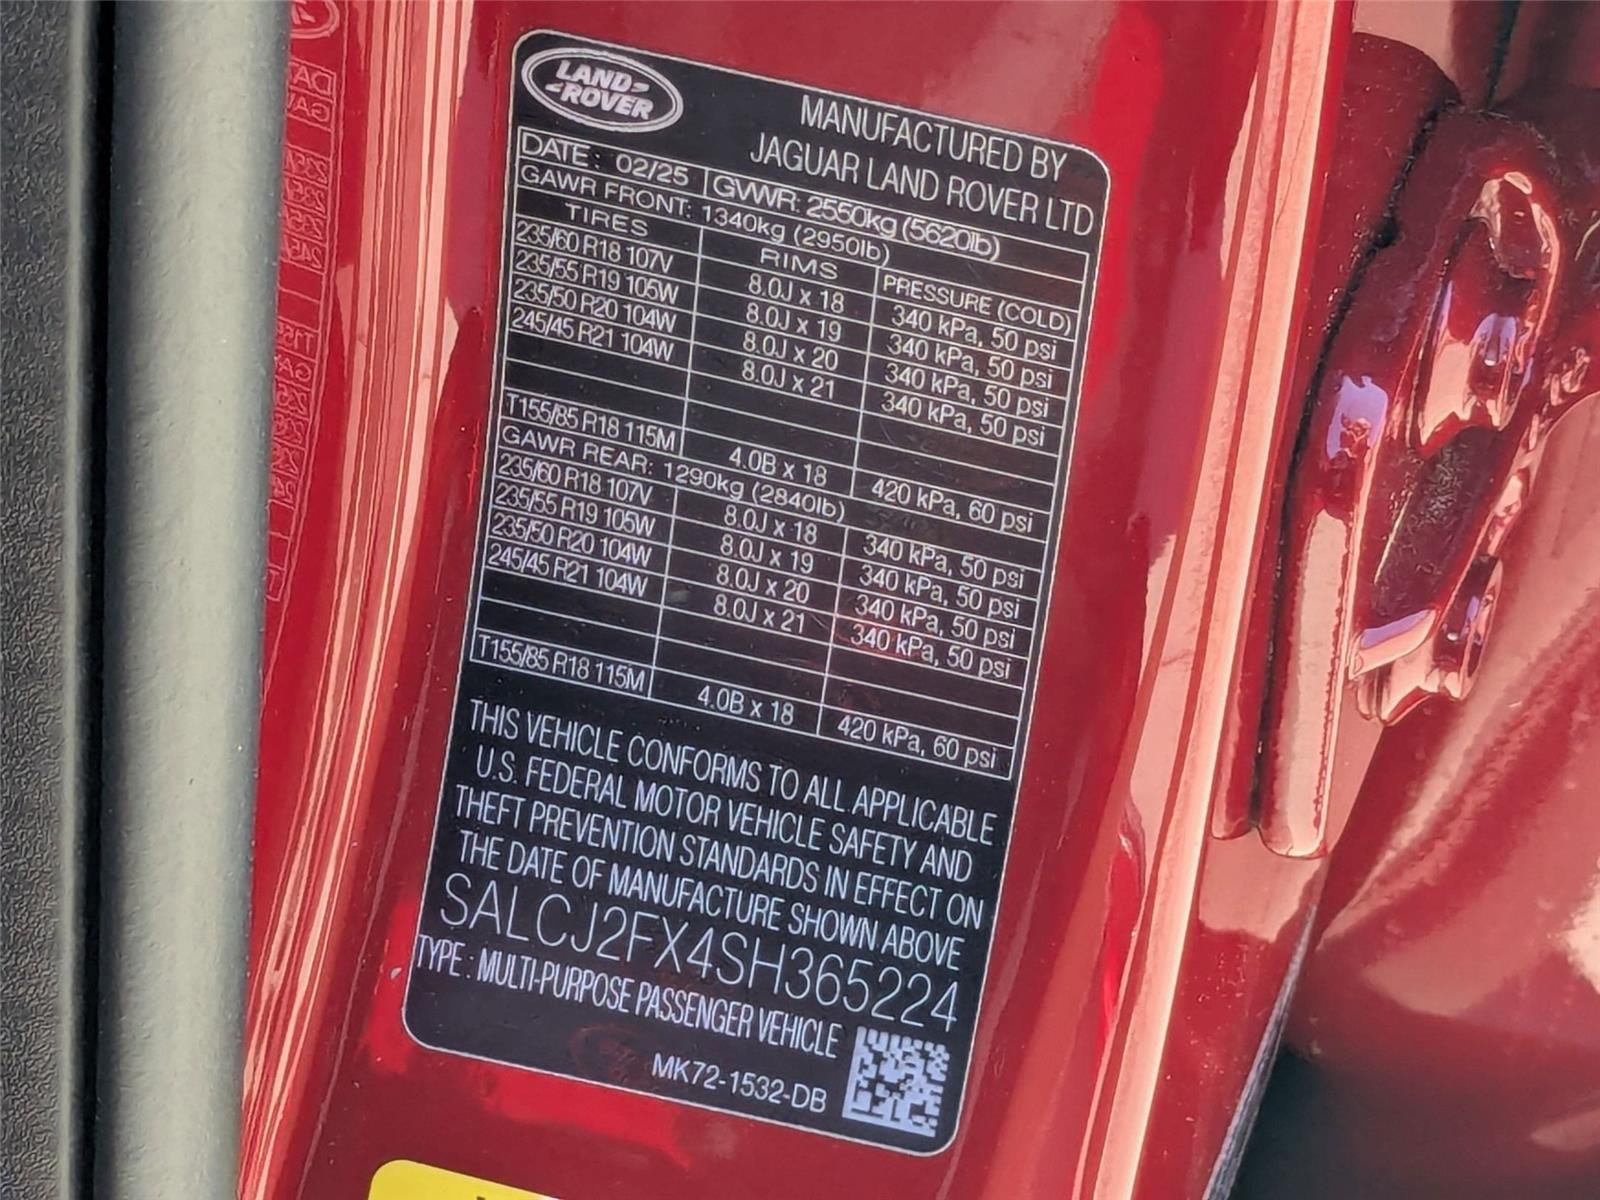 LAND
ROVER
MANUFACTURED BY
JAGUAR LAND ROVER LTD
DATE: 02/25 GVWR: 2550kg (5620lb)
GAWR FRONT: 1340kg (2950lb)
TIRES RIMS PRESSURE (COLD)
235/60 R18 107V 8.0J x 18 340 kPa, 50 psi
235/55 R19 105W 8.0J x 19 340 kPa, 50 psi
235/50 R20 104W 8.0J x 20 340 kPa, 50 psi
245/45 R21 104W 8.0J x 21 340 kPa, 50 psi
T155/85 R18 115M 4.0B x 18 420 kPa, 60 psi
GAWR REAR: 1290kg (2840lb)
235/60 R18 107V 8.0J x 18 340 kPa, 50 psi
235/55 R19 105W 8.0J x 19 340 kPa, 50 psi
235/50 R20 104W 8.0J x 20 340 kPa, 50 psi
245/45 R21 104W 8.0J x 21 340 kPa, 50 psi
T155/85 R18 115M 4.0B x 18 420 kPa, 60 psi
THIS VEHICLE CONFORMS TO ALL APPLICABLE
U.S. FEDERAL MOTOR VEHICLE SAFETY AND
THEFT PREVENTION STANDARDS IN EFFECT ON
THE DATE OF MANUFACTURE SHOWN ABOVE
SALCJ2FX4SH365224
TYPE : MULTI-PURPOSE PASSENGER VEHICLE
MK72-1532-DB